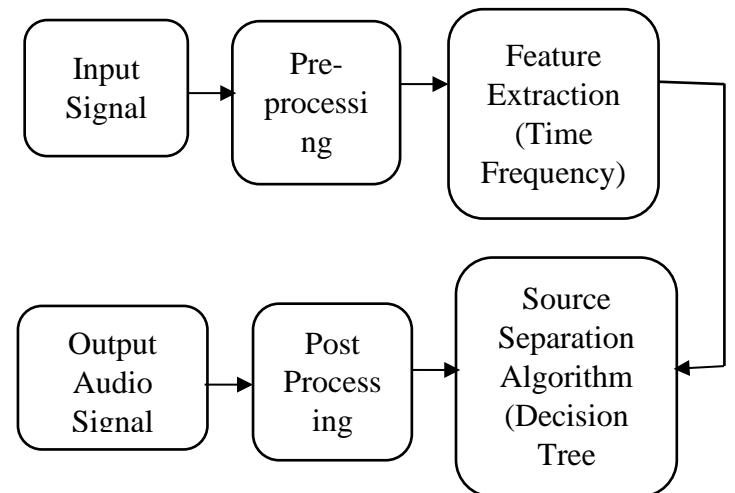 Input
Signal
Pre-
processi
ng
Feature
Extraction
(Time
Frequency)
Output
Audio
Signal
Post
Process
ing
Source
Separation
Algorithm
(Decision
Tree